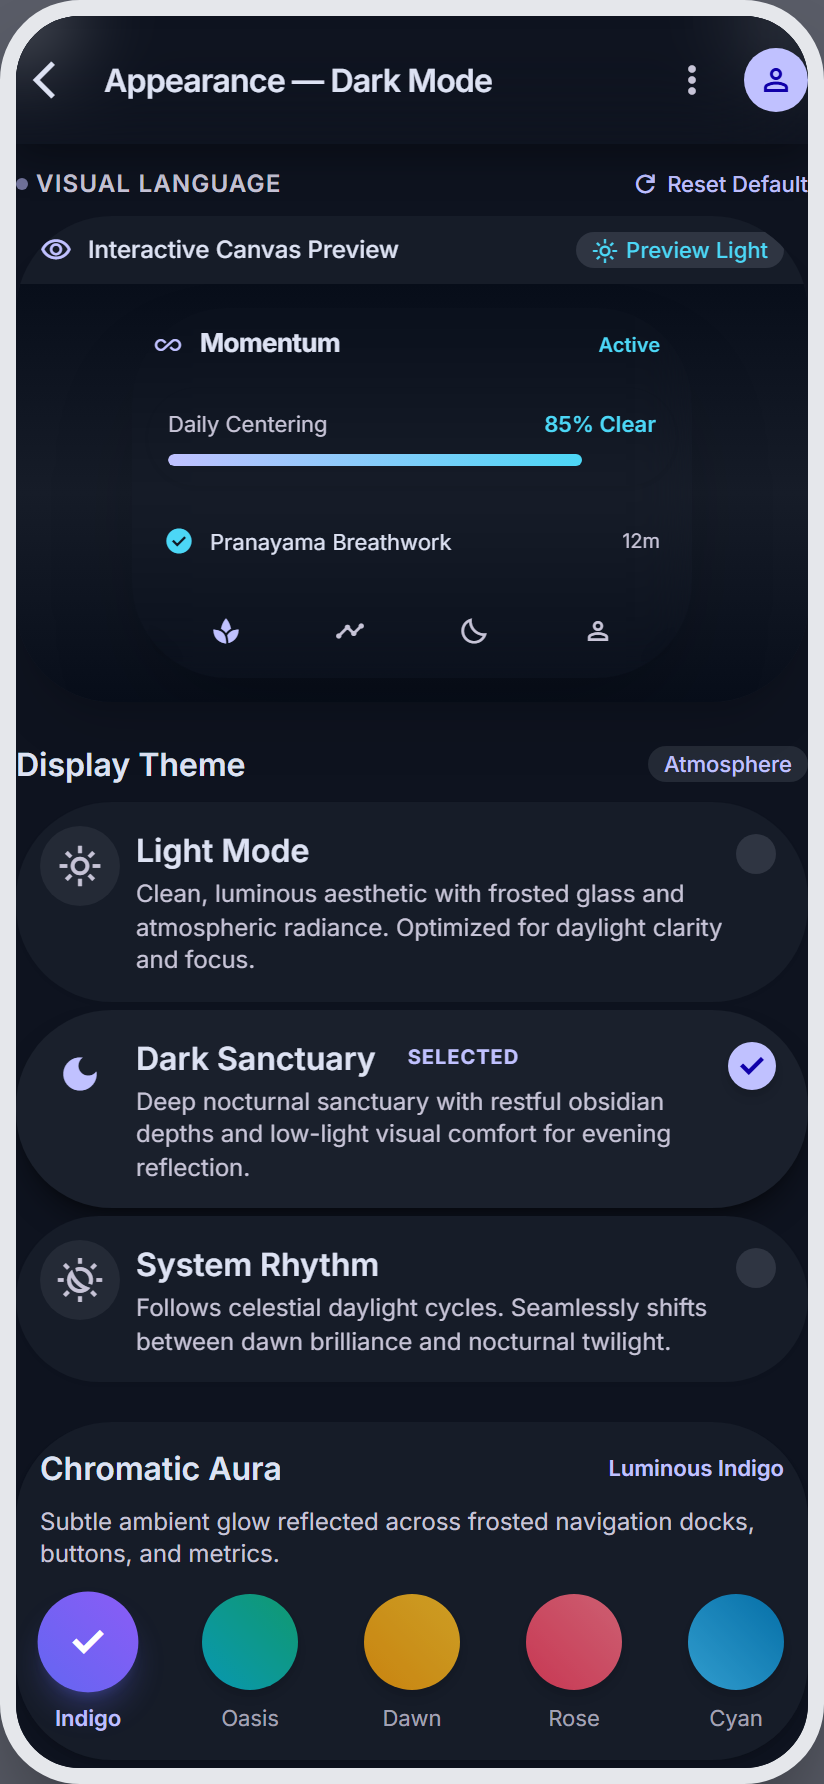 Appearance — Dark Mode
VISUAL LANGUAGE
Reset Default
Interactive Canvas Preview
Preview Light
Momentum
Active
Daily Centering
85% Clear
Pranayama Breathwork
12m
Display Theme
Atmosphere
Light Mode
Clean, luminous aesthetic with frosted glass and
atmospheric radiance. Optimized for daylight clarity
and focus.
Dark Sanctuary
SELECTED
Deep nocturnal sanctuary with restful obsidian
depths and low-light visual comfort for evening
reflection.
System Rhythm
Follows celestial daylight cycles. Seamlessly shifts
between dawn brilliance and nocturnal twilight.
Chromatic Aura
Luminous Indigo
Subtle ambient glow reflected across frosted navigation docks,
buttons, and metrics.
Indigo
Oasis
Dawn
Rose
Cyan